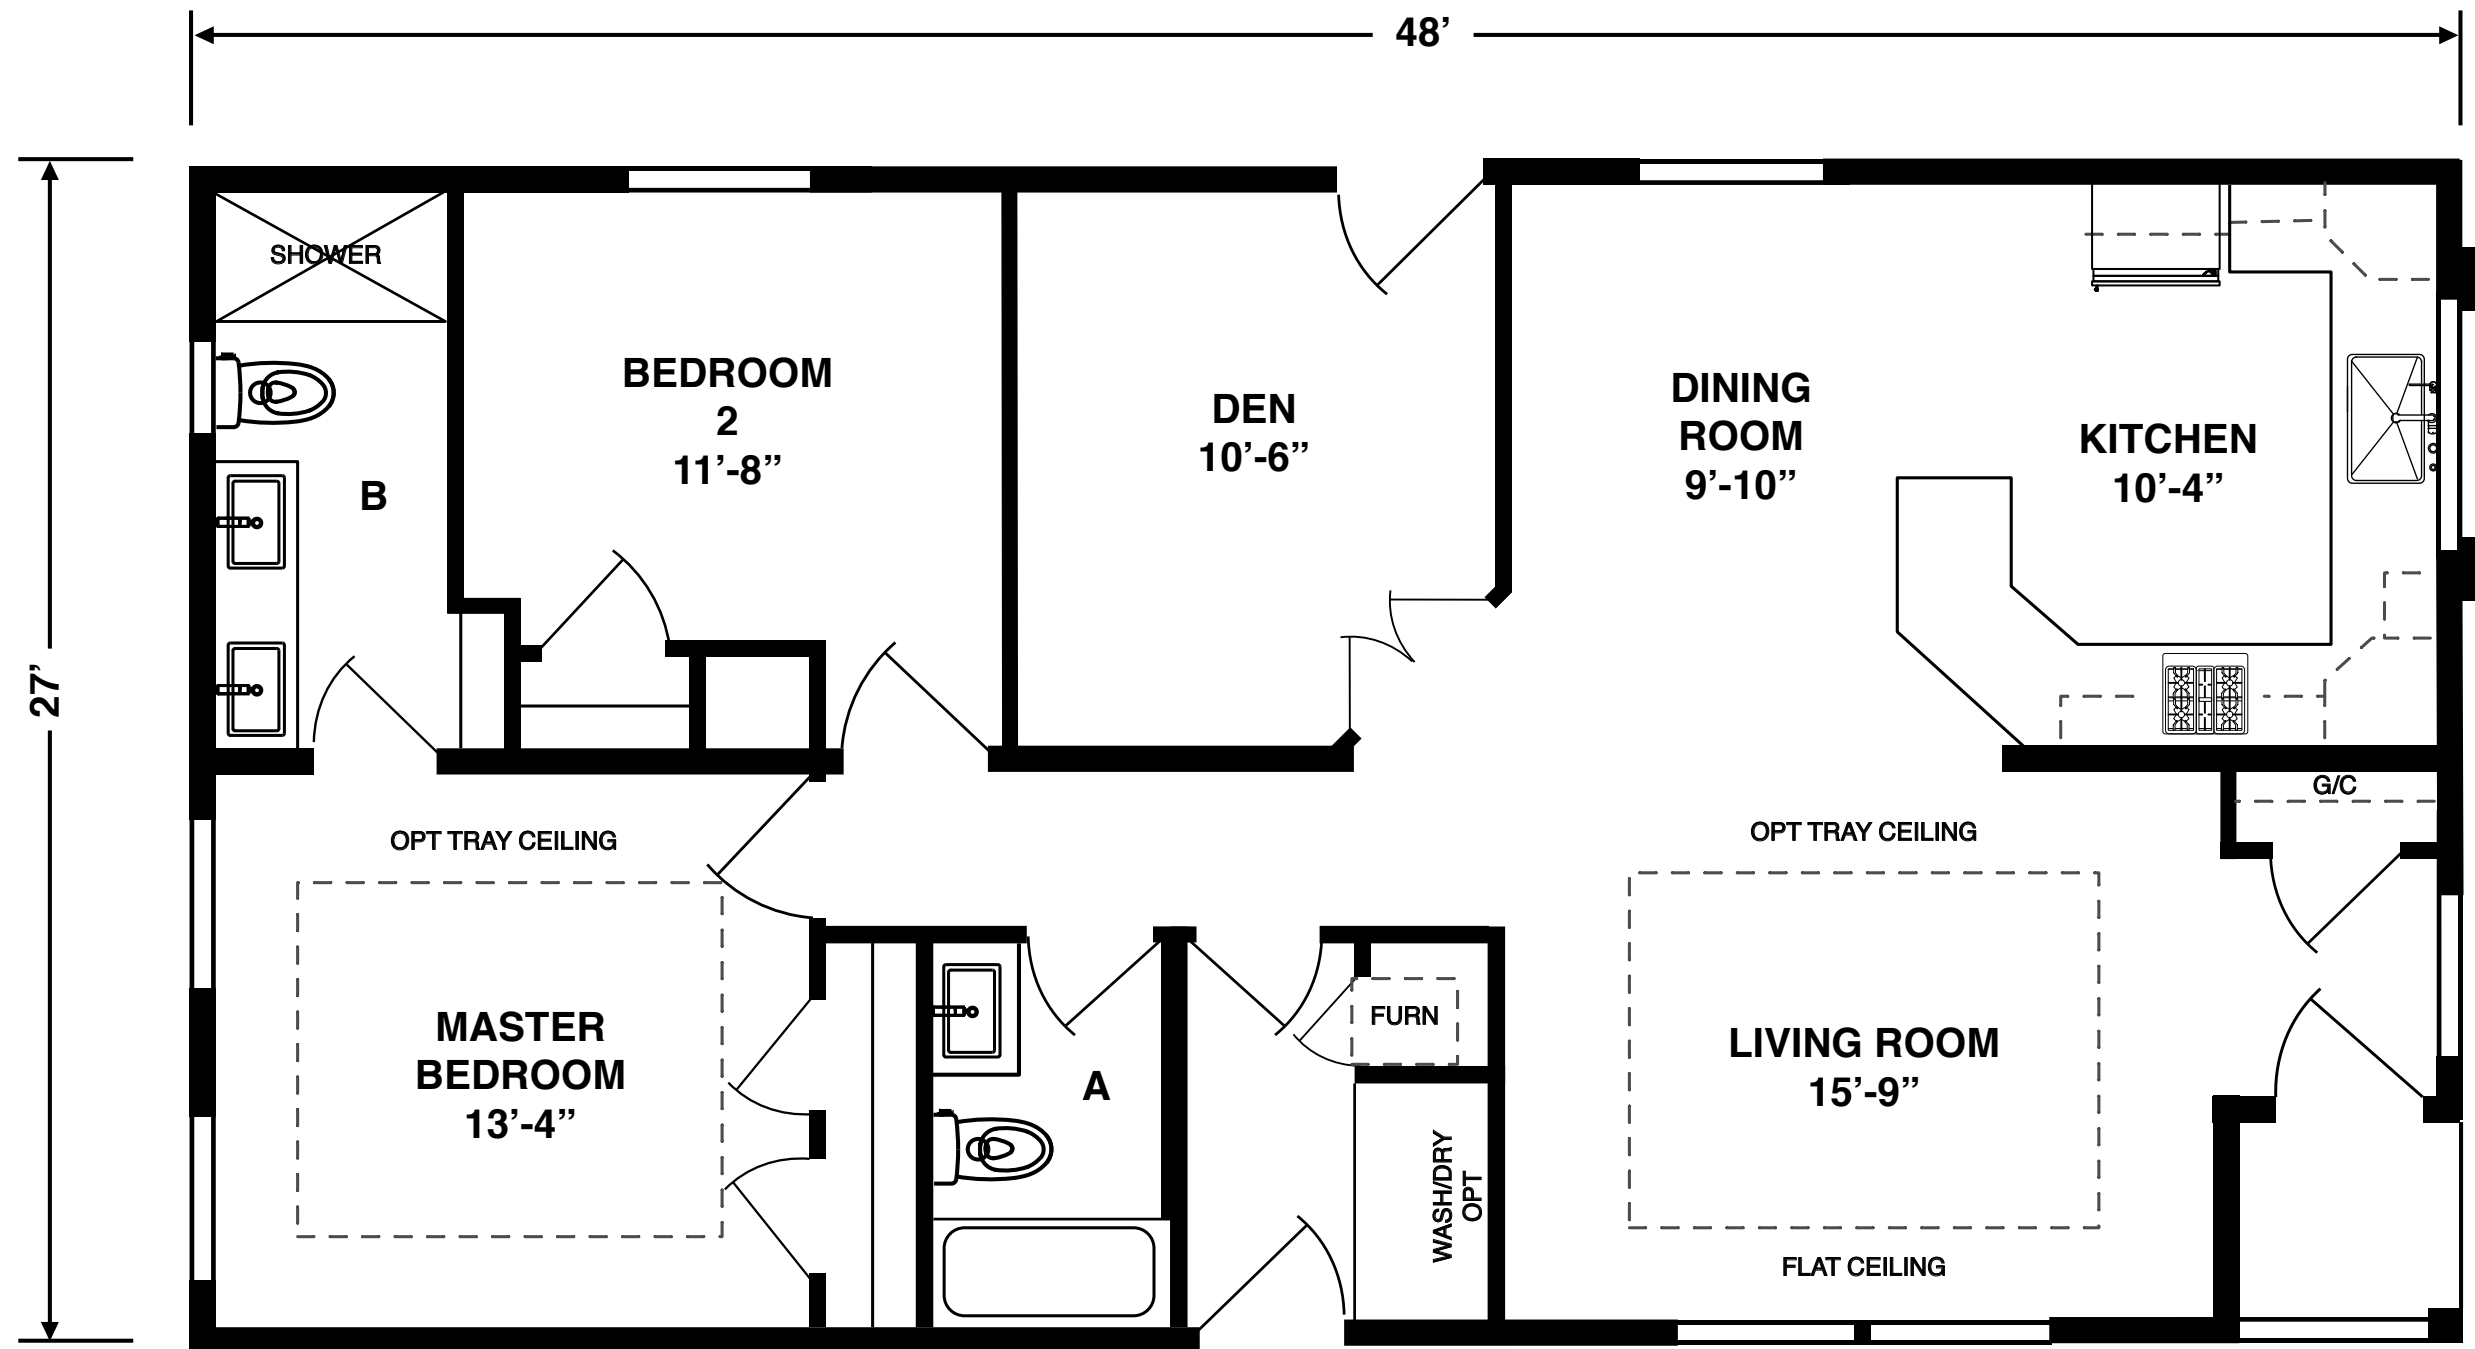 48’
27’
SHOWER
B
BEDROOM
2
11’-8”
DEN
10’-6”
DINING
ROOM
9’-10”
KITCHEN
10’-4”
G/C
OPT TRAY CEILING
MASTER
BEDROOM
13’-4”
A
FURN
WASH/DRY
OPT
OPT TRAY CEILING
LIVING ROOM
15’-9”
FLAT CEILING